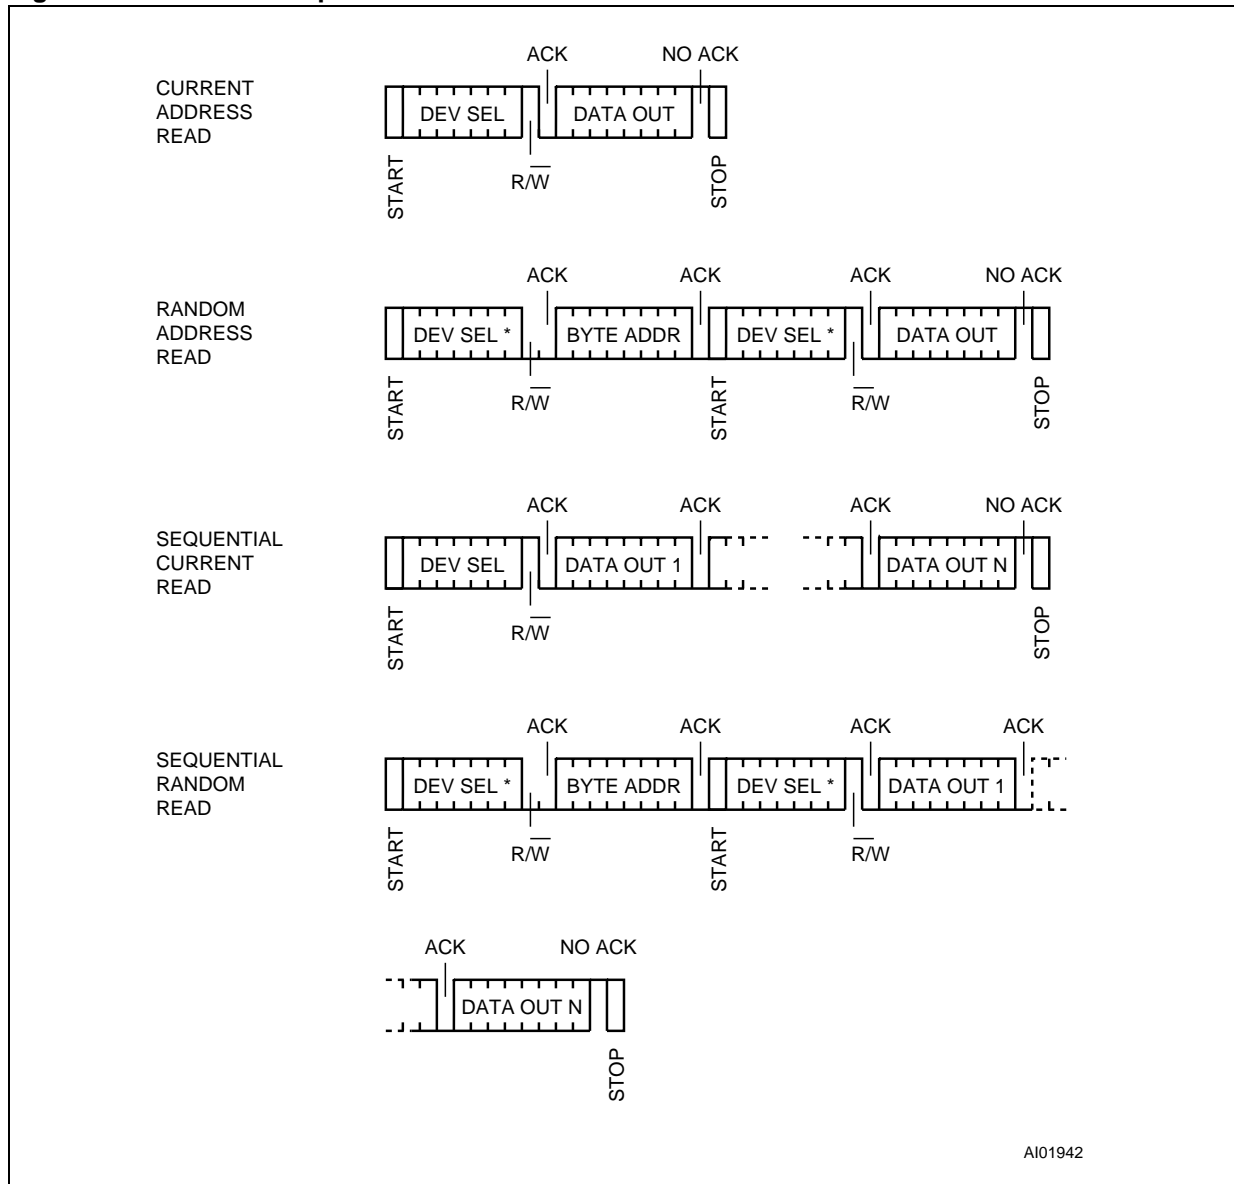 ACK NO ACK
CURRENT
ADDRESS
READ
DEV SEL DATA OUT
START R/W̅ STOP
ACK ACK ACK NO ACK
RANDOM
ADDRESS
READ
DEV SEL * BYTE ADDR DEV SEL * DATA OUT
START R/W̅ START R̅/W STOP
ACK ACK ACK NO ACK
SEQUENTIAL
CURRENT
READ
DEV SEL DATA OUT 1 DATA OUT N
START R/W̅ STOP
ACK ACK ACK ACK
SEQUENTIAL
RANDOM
READ
DEV SEL * BYTE ADDR DEV SEL * DATA OUT 1
START R/W̅ START R̅/W
ACK NO ACK
DATA OUT N
STOP
AI01942